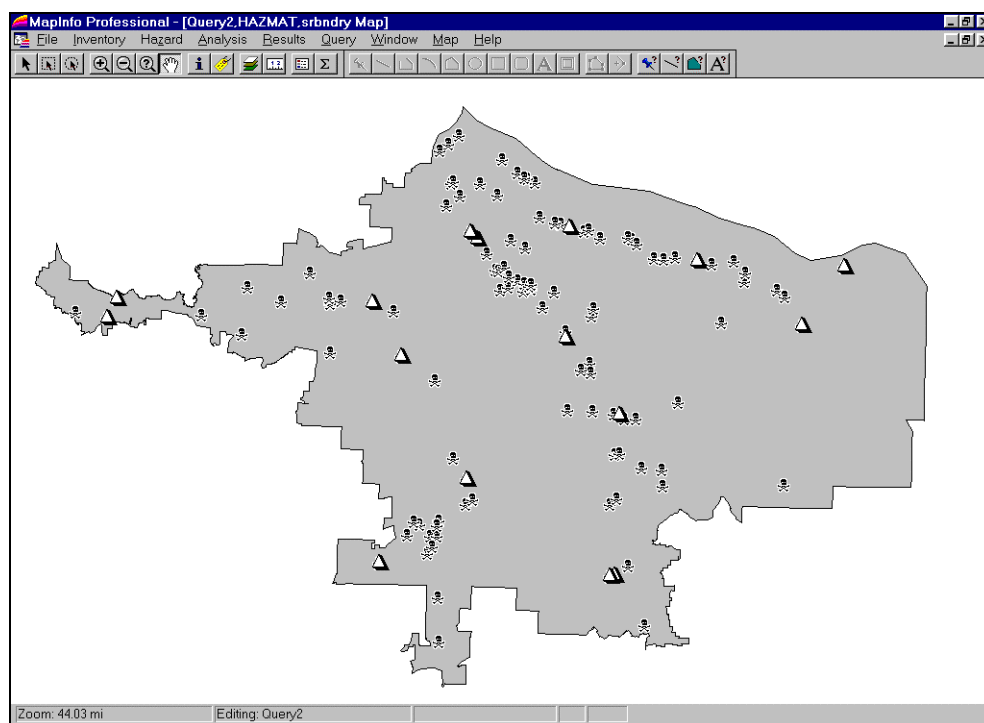 MapInfo Professional - [Query2,HAZMAT,srbndry Map]
File Inventory Hazard Analysis Results Query Window Map Help
Zoom: 44.03 mi Editing: Query2